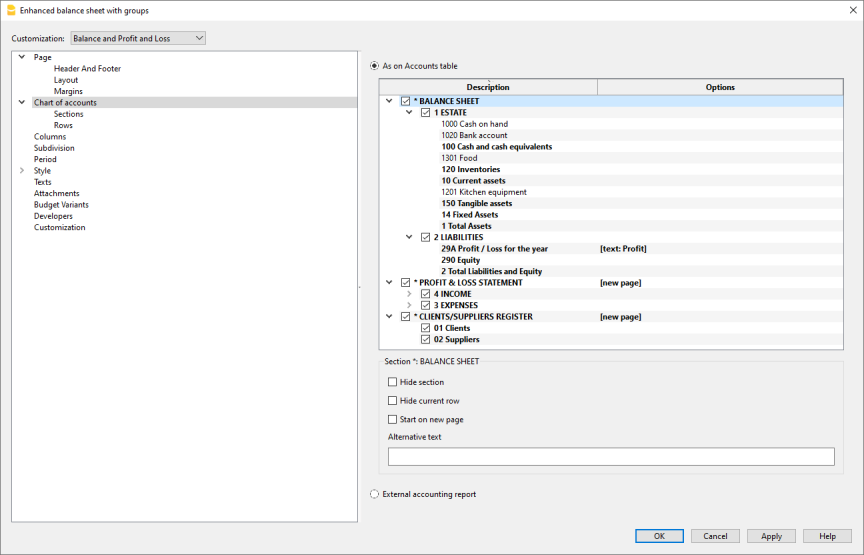 Enhanced balance sheet with groups
Customization: Balance and Profit and Loss
Page
Header And Footer
Layout
Margins
Chart of accounts
Sections
Rows
Columns
Subdivision
Period
Style
Texts
Attachments
Budget Variants
Developers
Customization
As on Accounts table
Description Options
* BALANCE SHEET
1 ESTATE
1000 Cash on hand
1020 Bank account
100 Cash and cash equivalents
1301 Food
120 Inventories
10 Current assets
1201 Kitchen equipment
150 Tangible assets
14 Fixed Assets
1 Total Assets
2 LIABILITIES
29A Profit / Loss for the year [text: Profit]
290 Equity
2 Total Liabilities and Equity
* PROFIT & LOSS STATEMENT [new page]
4 INCOME
3 EXPENSES
* CLIENTS/SUPPLIERS REGISTER [new page]
01 Clients
02 Suppliers
Section *: BALANCE SHEET
Hide section
Hide current row
Start on new page
Alternative text
External accounting report
OK Cancel Apply Help